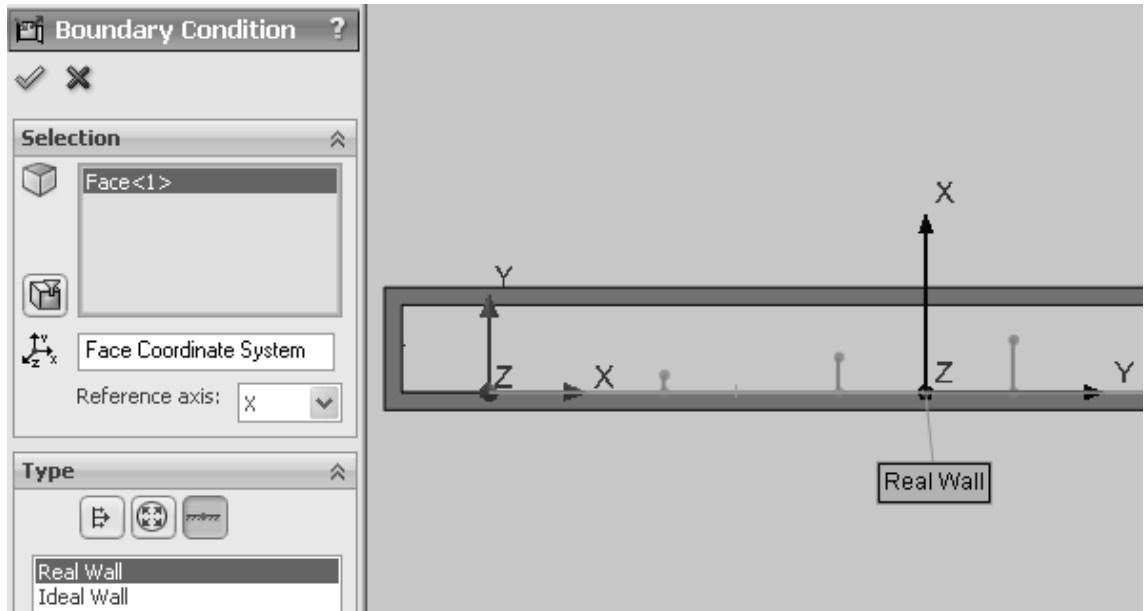 Boundary Condition ?
Selection
Face<1>
Face Coordinate System
Reference axis: X
Type
Real Wall
Ideal Wall
Y
Z X
X
Z Y
Real Wall